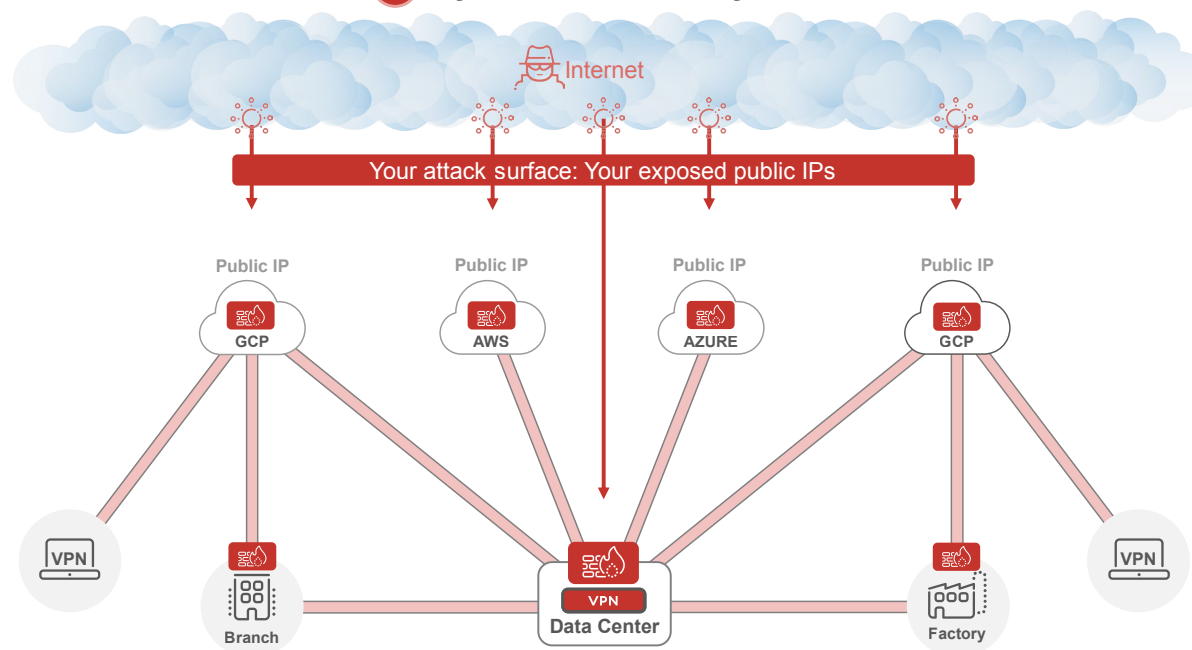 Internet
Your attack surface: Your exposed public IPs
Public IP
Public IP
Public IP
Public IP
GCP
AWS
AZURE
GCP
VPN
VPN
VPN
Branch
Data Center
Factory